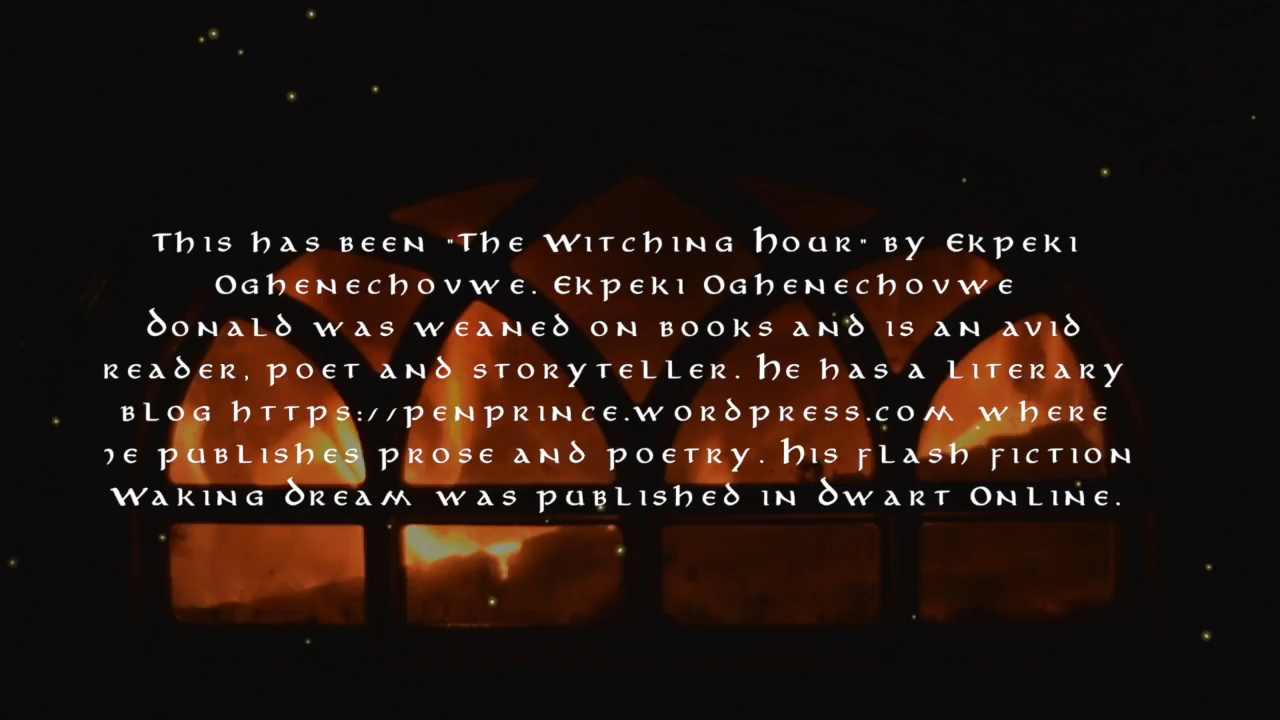 This has been "The Witching Hour" by Ekpeki
Oghenechovwe. Ekpeki Oghenechovwe
Donald was weaned on books and is an avid
reader, poet and storyteller. He has a literary
blog https://penprince.wordpress.com where
he publishes prose and poetry. His flash fiction
Waking Dream was published in Dwart Online.